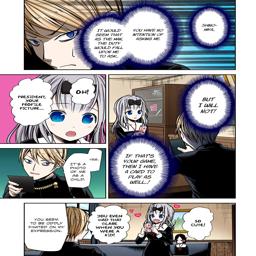 SHINO-
MIYA,
YOU HAVE NO
INTENTION OF
ASKING ME.
IT WOULD
SEEM THAT
AS THE MAN,
THE DUTY
WOULD FALL
UPON ME
TO ASK.
BUT I
WILL
NOT!
OH!
PRESIDENT,
YOUR
PROFILE
PICTURE...
IF THAT'S
YOUR GAME,
THEN I HAVE
A CARD TO
PLAY AS
WELL...!
YES.
IT'S A
PHOTO
OF ME AS
A CHILD.
SO
CUTE!
YOU EVEN
HAD THAT
GLARE
WHEN YOU
WERE
A KID!
YOU SEEM
TO BE ODDLY
FIXATED ON MY
EXPRESSION.